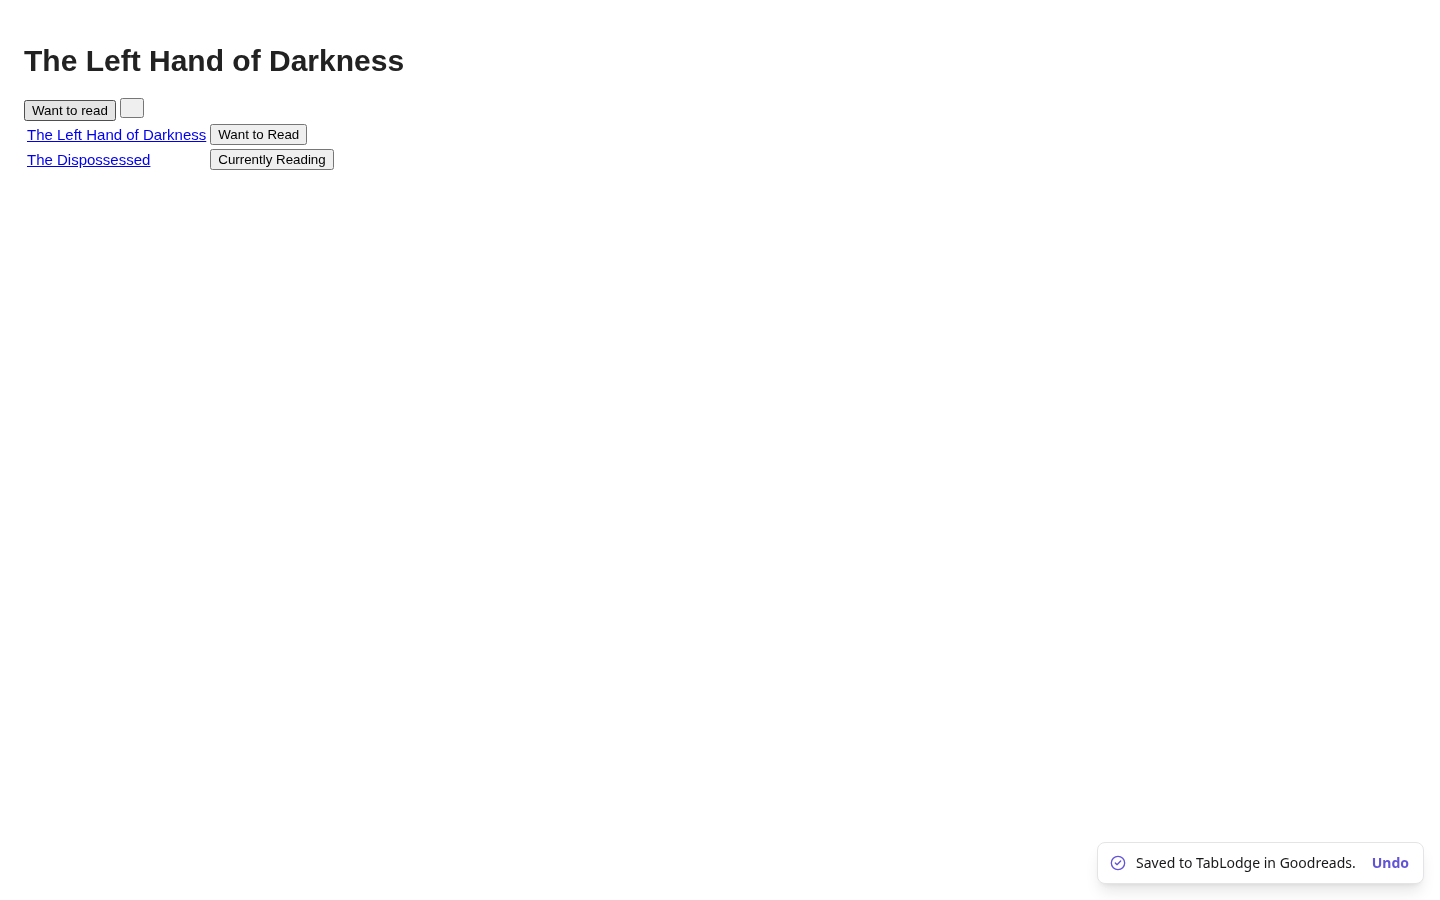 The Left Hand of Darkness
Want to read
The Left Hand of Darkness Want to Read
The Dispossessed Currently Reading
Saved to TabLodge in Goodreads. Undo